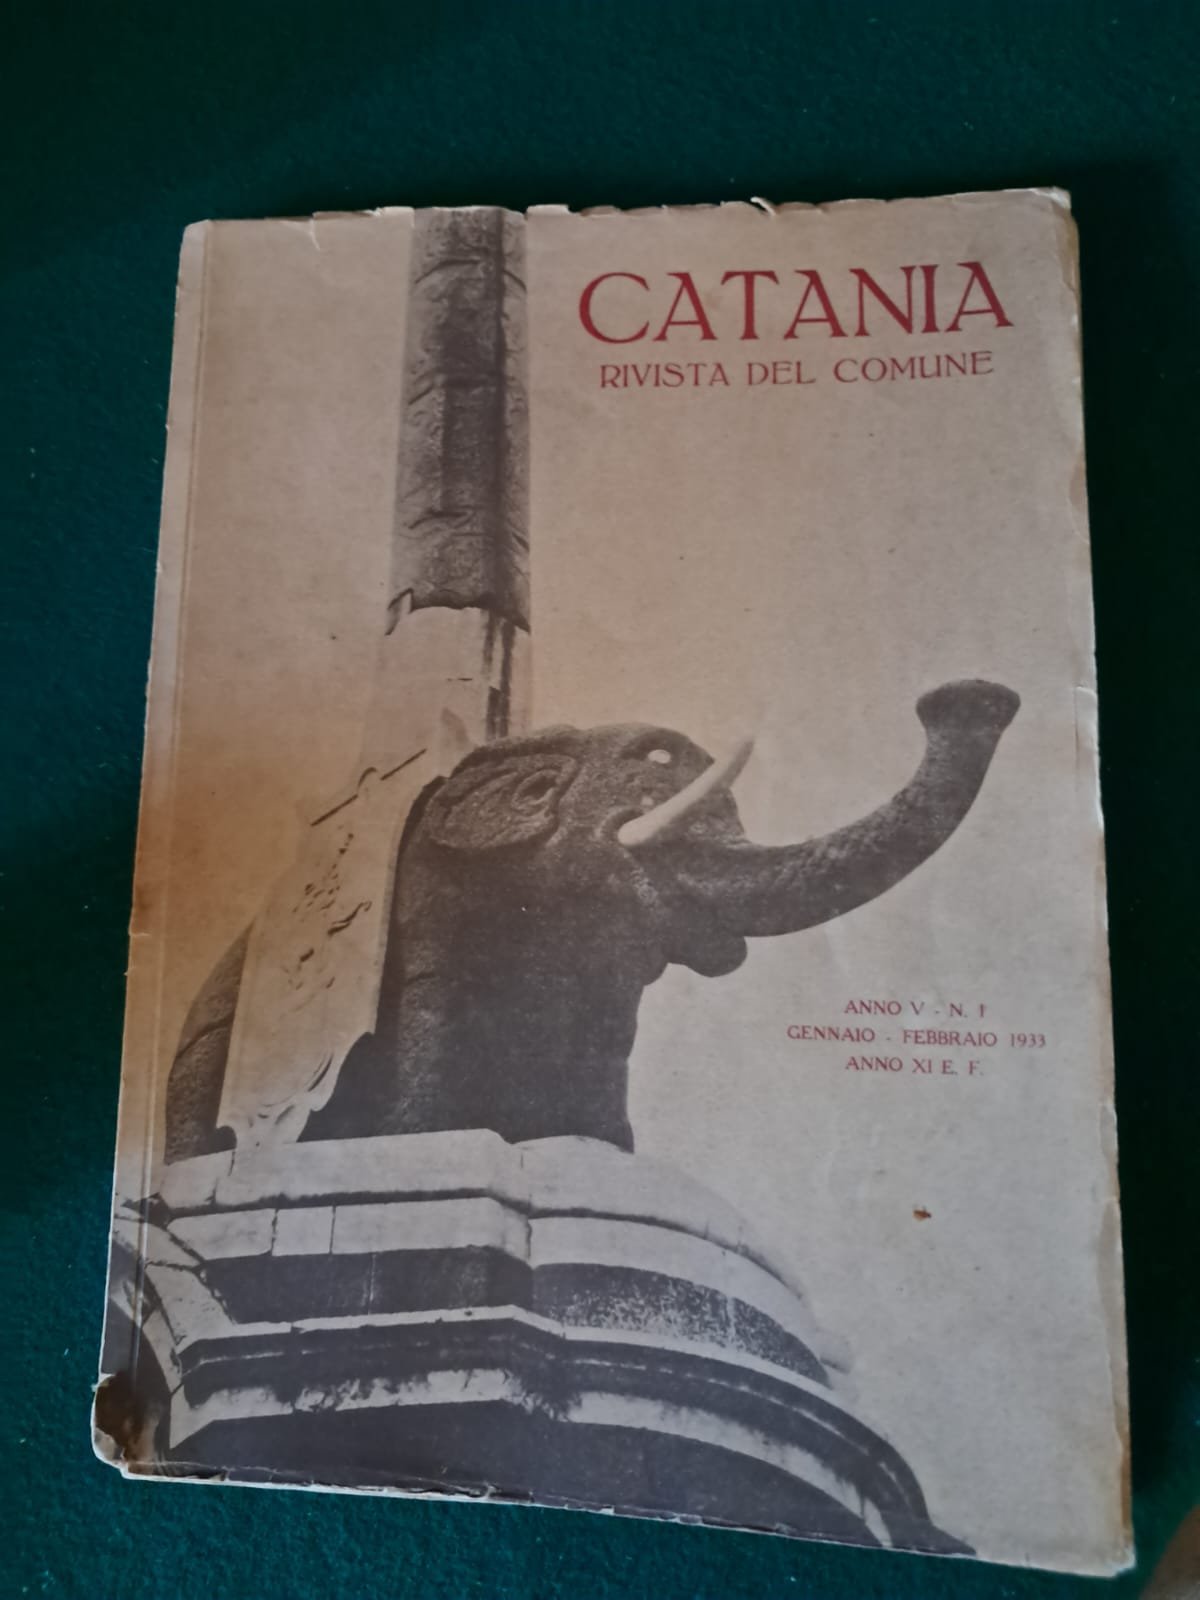 CATANIA
RIVISTA DEL COMUNE
ANNO V - N. 1
GENNAIO - FEBBRAIO 1933
ANNO XI E. F.